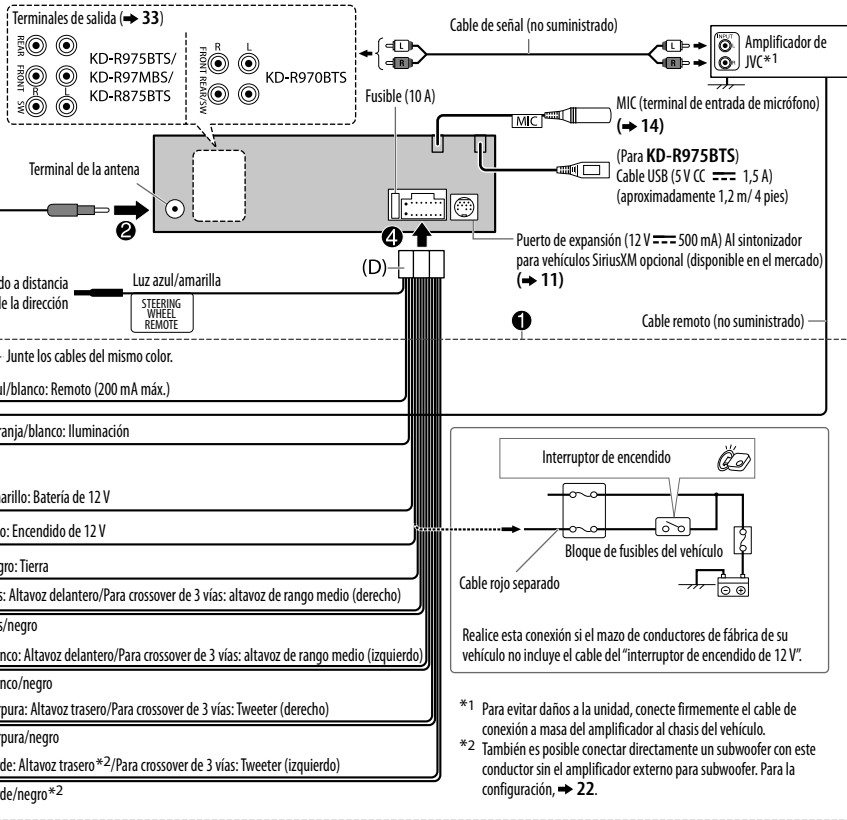 Terminales de salida (➜ 33)
REAR
FRONT
SW
R
L
KD-R975BTS/
KD-R97MBS/
KD-R875BTS
R
L
FRONT
REAR/SW
KD-R970BTS
Cable de señal (no suministrado)
L
R
L
R
INPUT
L
R
Amplificador de
JVC*1
Fusible (10 A)
MIC
MIC (terminal de entrada de micrófono)
(➜ 14)
(Para KD-R975BTS)
Cable USB (5 V CC 1,5 A)
(aproximadamente 1,2 m/ 4 pies)
Terminal de la antena
2
4
(D)
Puerto de expansión (12 V 500 mA) Al sintonizador
para vehículos SiriusXM opcional (disponible en el mercado)
(➜ 11)
do a distancia
de la dirección
Luz azul/amarilla
STEERING
WHEEL
REMOTE
1
Cable remoto (no suministrado)
Junte los cables del mismo color.
ul/blanco: Remoto (200 mA máx.)
ranja/blanco: Iluminación
marillo: Batería de 12 V
o: Encendido de 12 V
gro: Tierra
s: Altavoz delantero/Para crossover de 3 vías: altavoz de rango medio (derecho)
s/negro
nco: Altavoz delantero/Para crossover de 3 vías: altavoz de rango medio (izquierdo)
nco/negro
rpura: Altavoz trasero/Para crossover de 3 vías: Tweeter (derecho)
rpura/negro
de: Altavoz trasero*2/Para crossover de 3 vías: Tweeter (izquierdo)
de/negro*2
Interruptor de encendido
Bloque de fusibles del vehículo
Cable rojo separado
Realice esta conexión si el mazo de conductores de fábrica de su
vehículo no incluye el cable del “interruptor de encendido de 12 V”.
*1 Para evitar daños a la unidad, conecte firmemente el cable de
conexión a masa del amplificador al chasis del vehículo.
*2 También es posible conectar directamente un subwoofer con este
conductor sin el amplificador externo para subwoofer. Para la
configuración, ➜ 22.